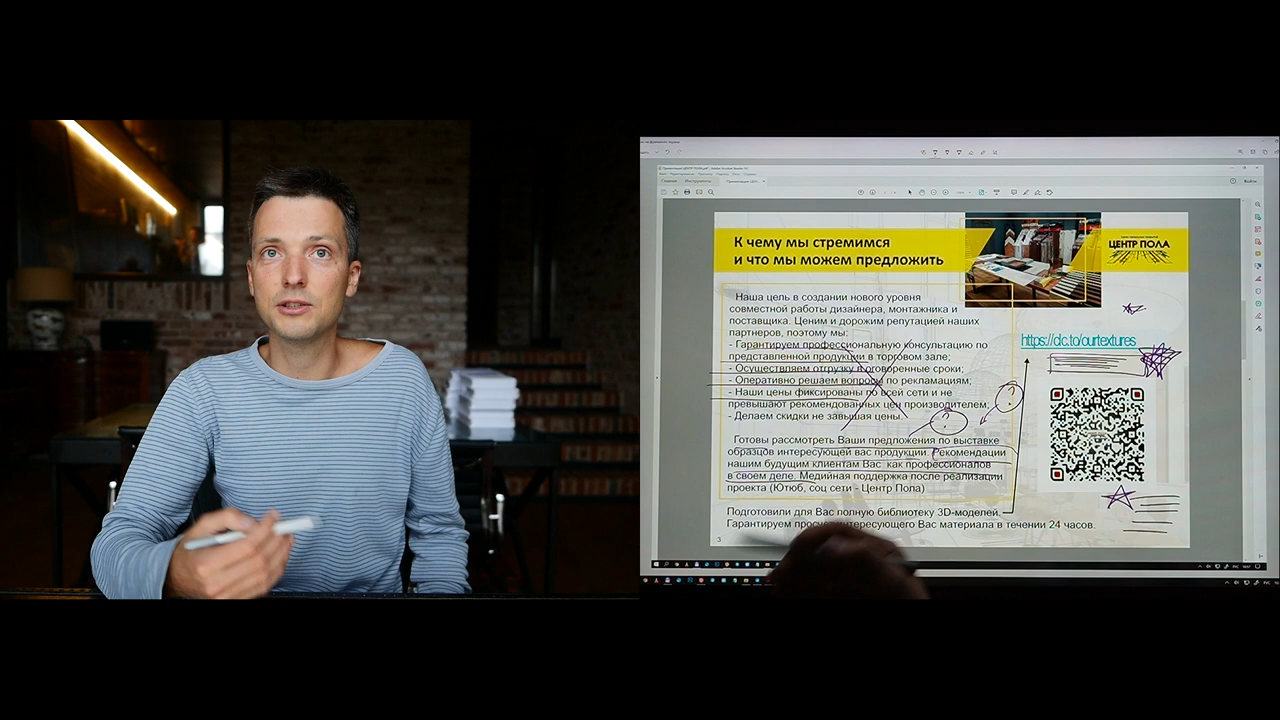 К чему мы стремимся
и что мы можем предложить
ЦЕНТР ПОЛА
Наша цель в создании нового уровня
совместной работы дизайнера, монтажника и
поставщика. Ценим и дорожим репутацией наших
партнеров, поэтому мы:
- Гарантируем профессиональную консультацию по
представленной продукции в торговом зале;
- Осуществляем отгрузку в оговоренные сроки;
- Оперативно решаем вопросы по рекламациям;
- Наши цены фиксированы по всей сети и не
превышают рекомендованных цен производителем;
- Делаем скидки не завышая цены.
https://dc.to/ourtextures
Готовы рассмотреть Ваши предложения по выставке
образцов интересующей вас продукции. Рекомендации
нашим будущим клиентам Вас как профессионалов
в своем деле. Медийная поддержка после реализации
проекта (Ютюб, соц сети - Центр Пола)
Подготовили для Вас полную библиотеку 3D-моделей.
Гарантируем интересующего Вас материала в течении 24 часов.
3